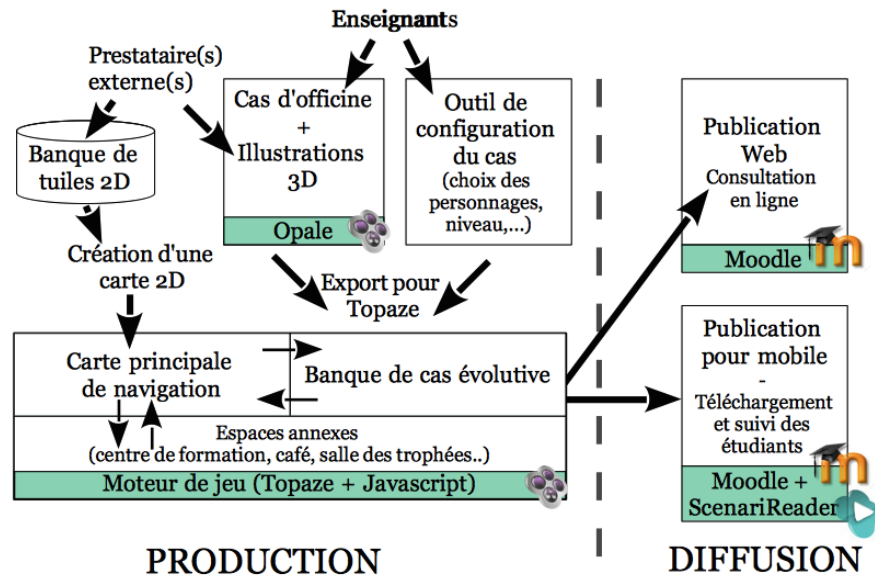 Enseignants
Prestataire(s)
externe(s)
Banque de
tuiles 2D
Création d'une
carte 2D
Cas d'officine
+
Illustrations
3D
Opale
Outil de
configuration
du cas
(choix des
personnages,
niveau,...)
Export pour
Topaze
Carte principale
de navigation
Banque de cas évolutive
Espaces annexes
(centre de formation, café, salle des trophées..)
Moteur de jeu (Topaze + Javascript)
PRODUCTION
Publication
Web
Consultation
en ligne
Moodle
m
Publication
pour mobile
-
Téléchargement
et suivi des
étudiants
m
Moodle +
ScenariReader
DIFFUSION